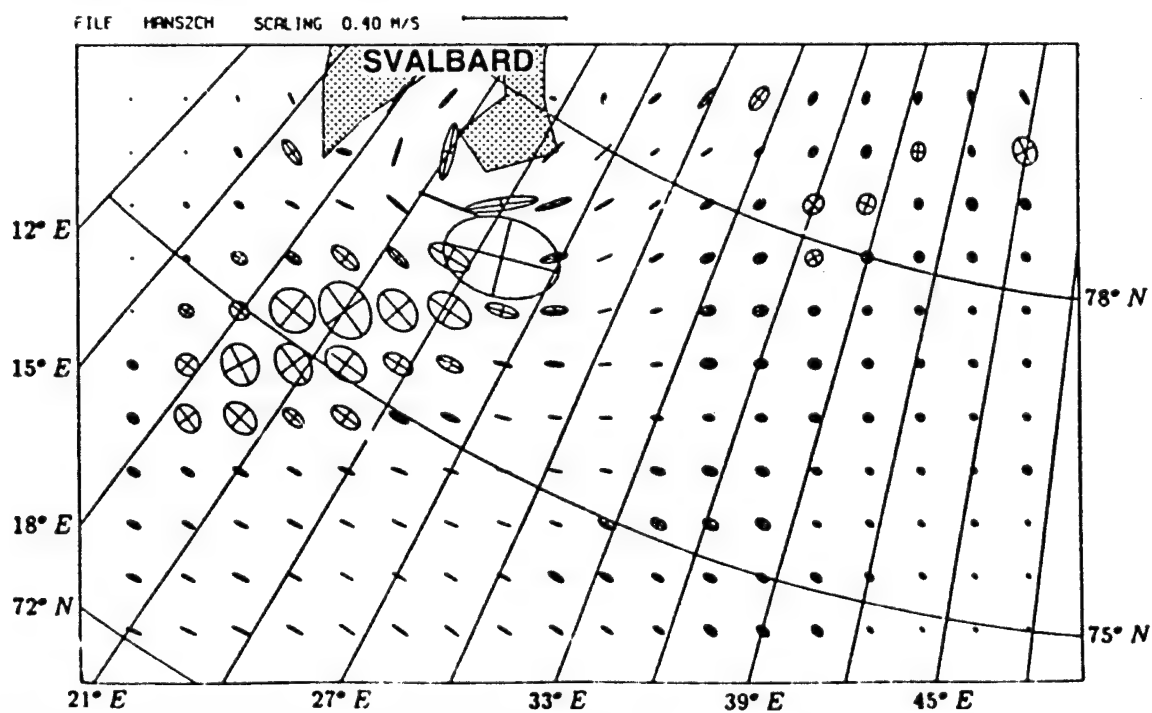 FILE HANS2CH SCALING 0.40 M/S
SVALBARD
12° E
78° N
15° E
18° E
72° N
75° N
21° E 27° E 33° E 39° E 45° E